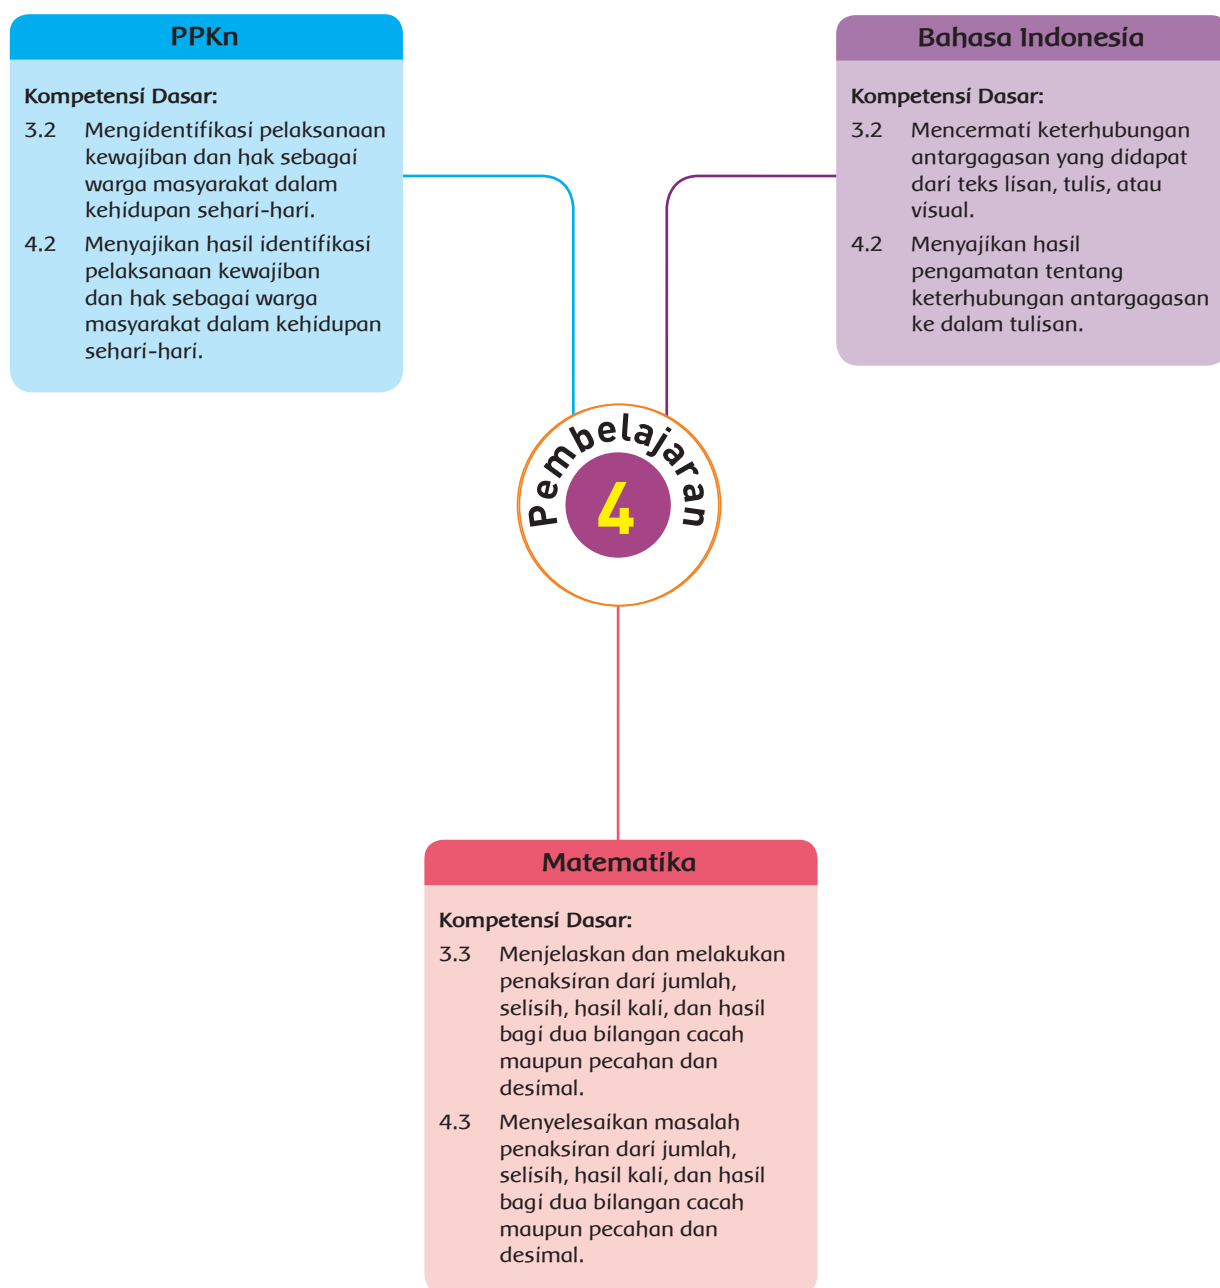 PPKn
Kompetensi Dasar:
3.2 Mengidentifikasi pelaksanaan
kewajiban dan hak sebagai
warga masyarakat dalam
kehidupan sehari-hari.
4.2 Menyajikan hasil identifikasi
pelaksanaan kewajiban
dan hak sebagai warga
masyarakat dalam kehidupan
sehari-hari.
Bahasa Indonesia
Kompetensi Dasar:
3.2 Mencermati keterhubungan
antargagasan yang didapat
dari teks lisan, tulis, atau
visual.
4.2 Menyajikan hasil
pengamatan tentang
keterhubungan antargagasan
ke dalam tulisan.
Pembelajaran
4
Matematika
Kompetensi Dasar:
3.3 Menjelaskan dan melakukan
penaksiran dari jumlah,
selisih, hasil kali, dan hasil
bagi dua bilangan cacah
maupun pecahan dan
desimal.
4.3 Menyelesaikan masalah
penaksiran dari jumlah,
selisih, hasil kali, dan hasil
bagi dua bilangan cacah
maupun pecahan dan
desimal.